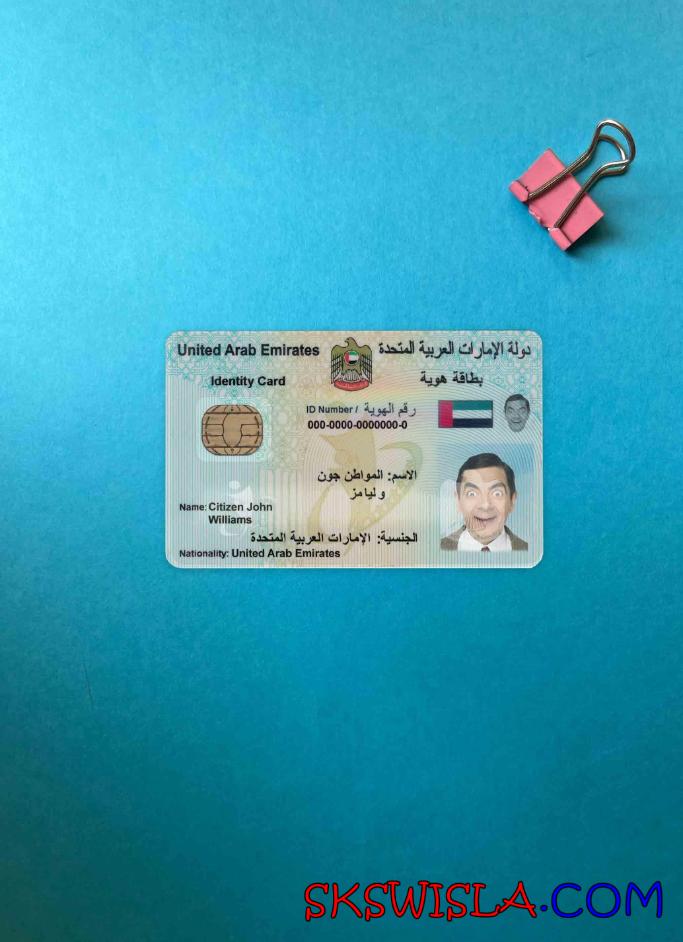 United Arab Emirates
دولة الإمارات العربية المتحدة
Identity Card
بطاقة هوية
ID Number / رقم الهوية
000-0000-0000000-0
الاسم: المواطن جون
وليامز
Name: Citizen John
Williams
الجنسية: الإمارات العربية المتحدة
Nationality: United Arab Emirates
SKSWISLA.COM